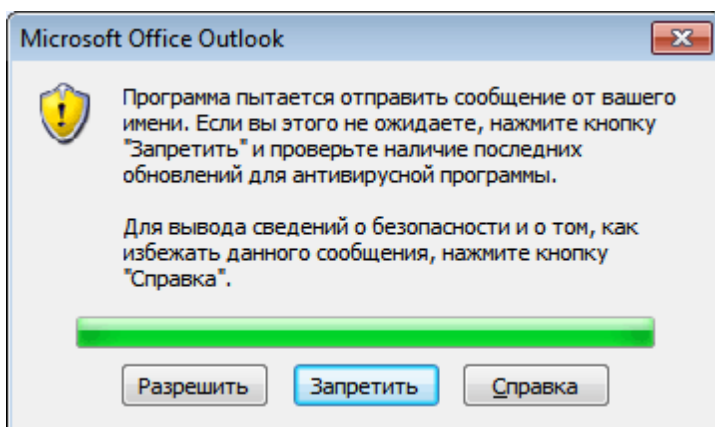 Microsoft Office Outlook
Программа пытается отправить сообщение от вашего
имени. Если вы этого не ожидаете, нажмите кнопку
"Запретить" и проверьте наличие последних
обновлений для антивирусной программы.
Для вывода сведений о безопасности и о том, как
избежать данного сообщения, нажмите кнопку
"Справка".
Разрешить Запретить Справка